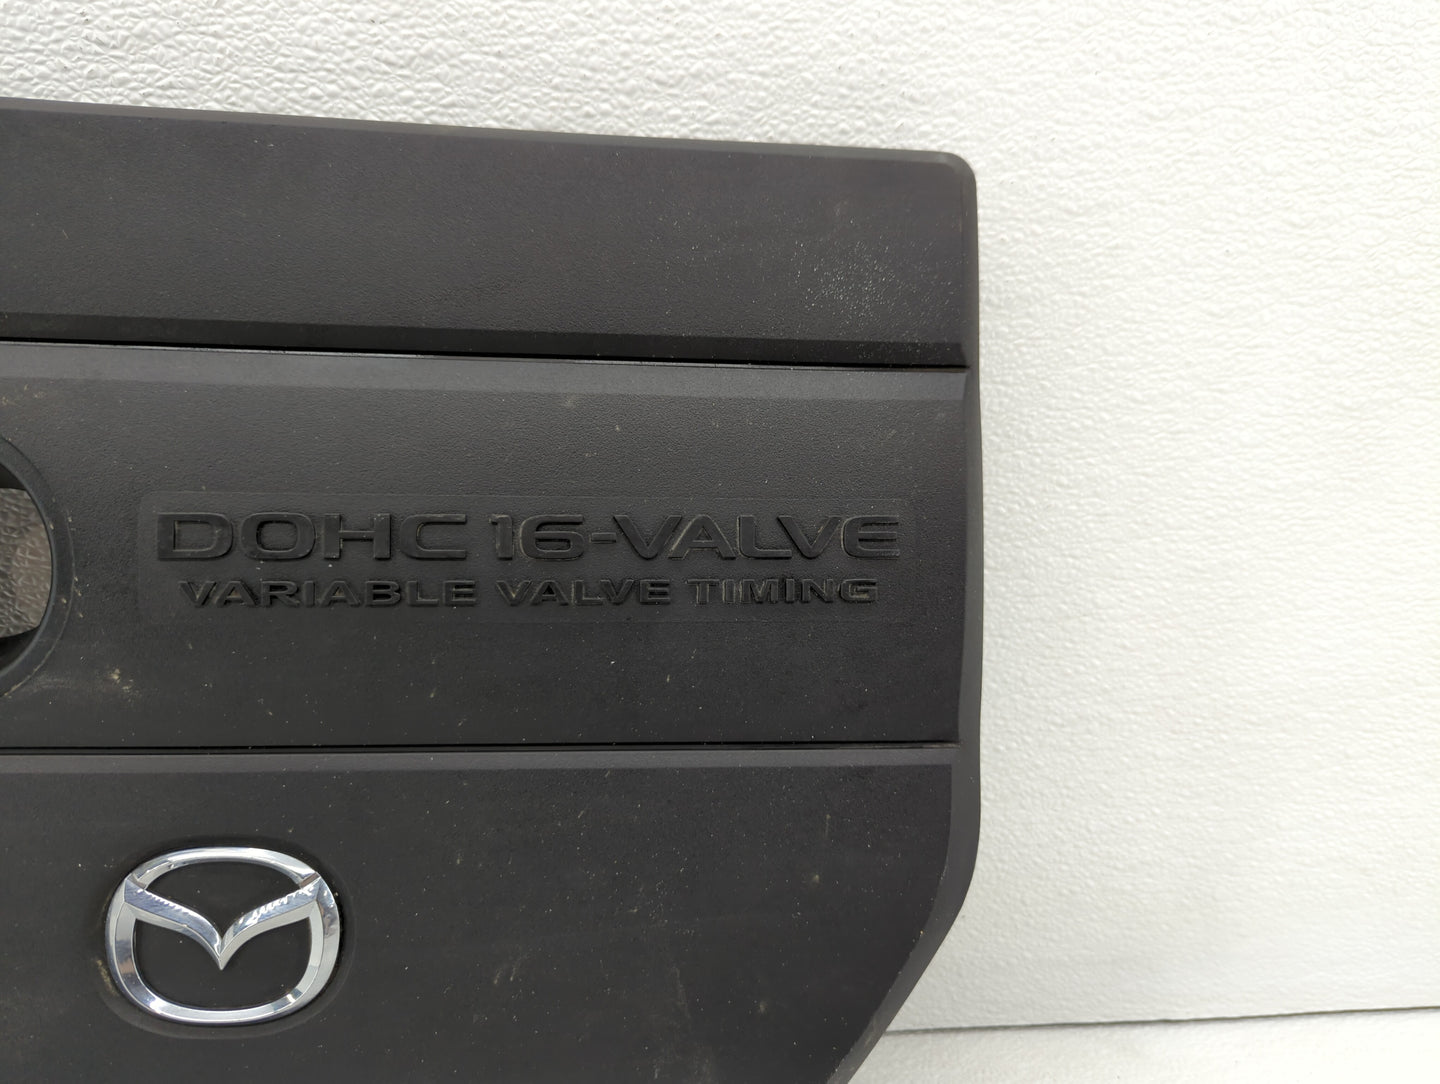 DOHC 16-VALVE
VARIABLE VALVE TIMING